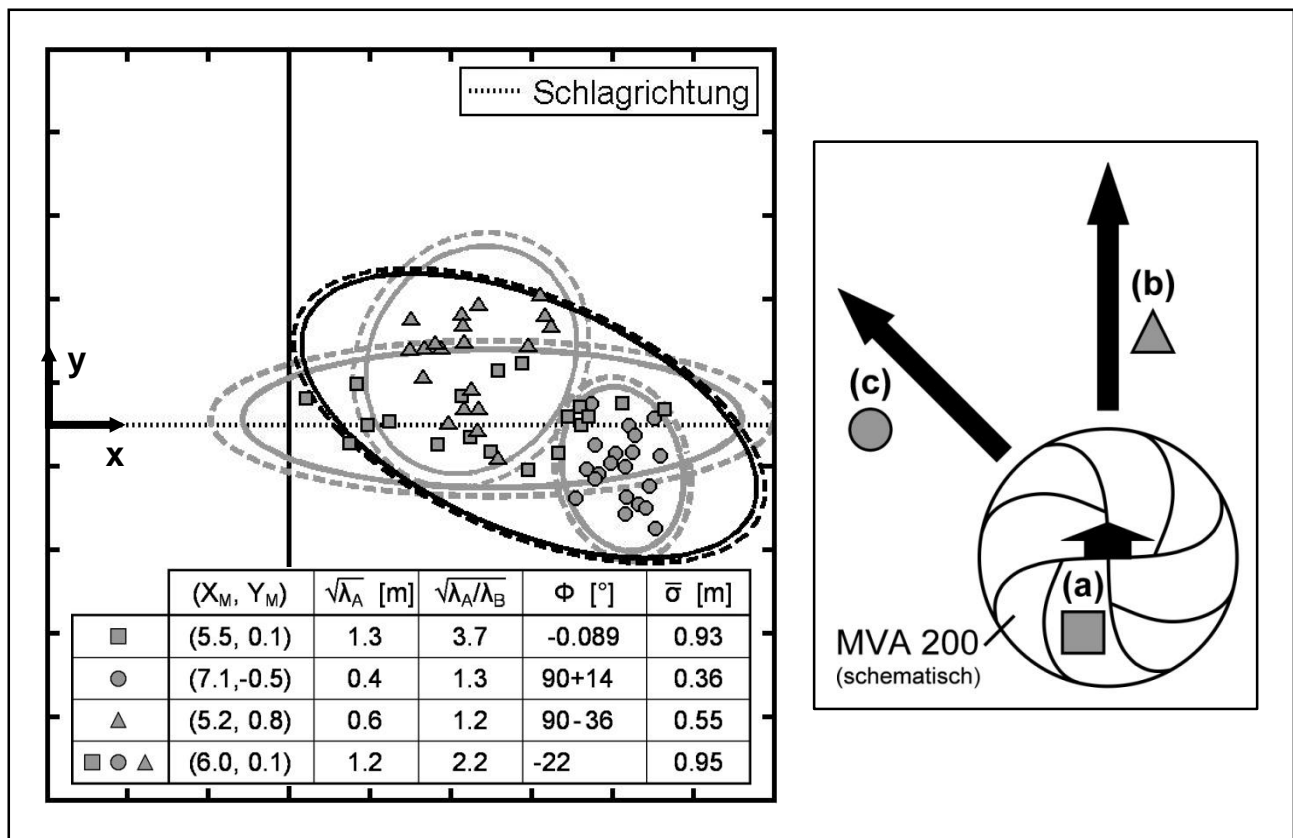 Schlagrichtung
y
x
(X_M, Y_M) √λ_A [m] √λ_A/λ_B Φ [°] σ̅ [m]
(5.5, 0.1) 1.3 3.7 -0.089 0.93
(7.1,-0.5) 0.4 1.3 90+14 0.36
(5.2, 0.8) 0.6 1.2 90-36 0.55
(6.0, 0.1) 1.2 2.2 -22 0.95
(b)
(c)
(a)
MVA 200
(schematisch)